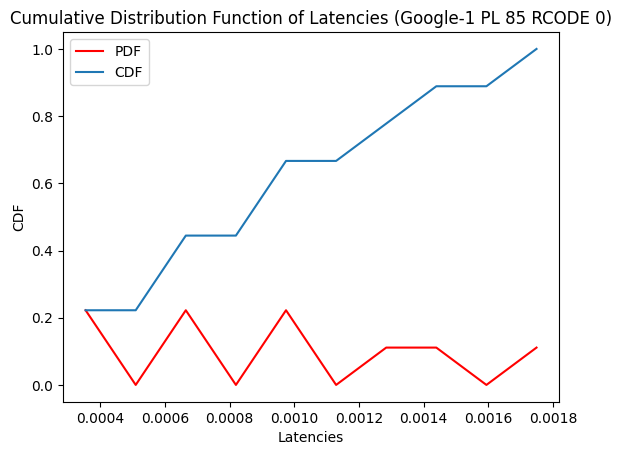 Cumulative Distribution Function of Latencies (Google-1 PL 85 RCODE 0)
PDF
CDF
1.0
0.8
0.6
0.4
0.2
0.0
CDF
0.0004 0.0006 0.0008 0.0010 0.0012 0.0014 0.0016 0.0018
Latencies